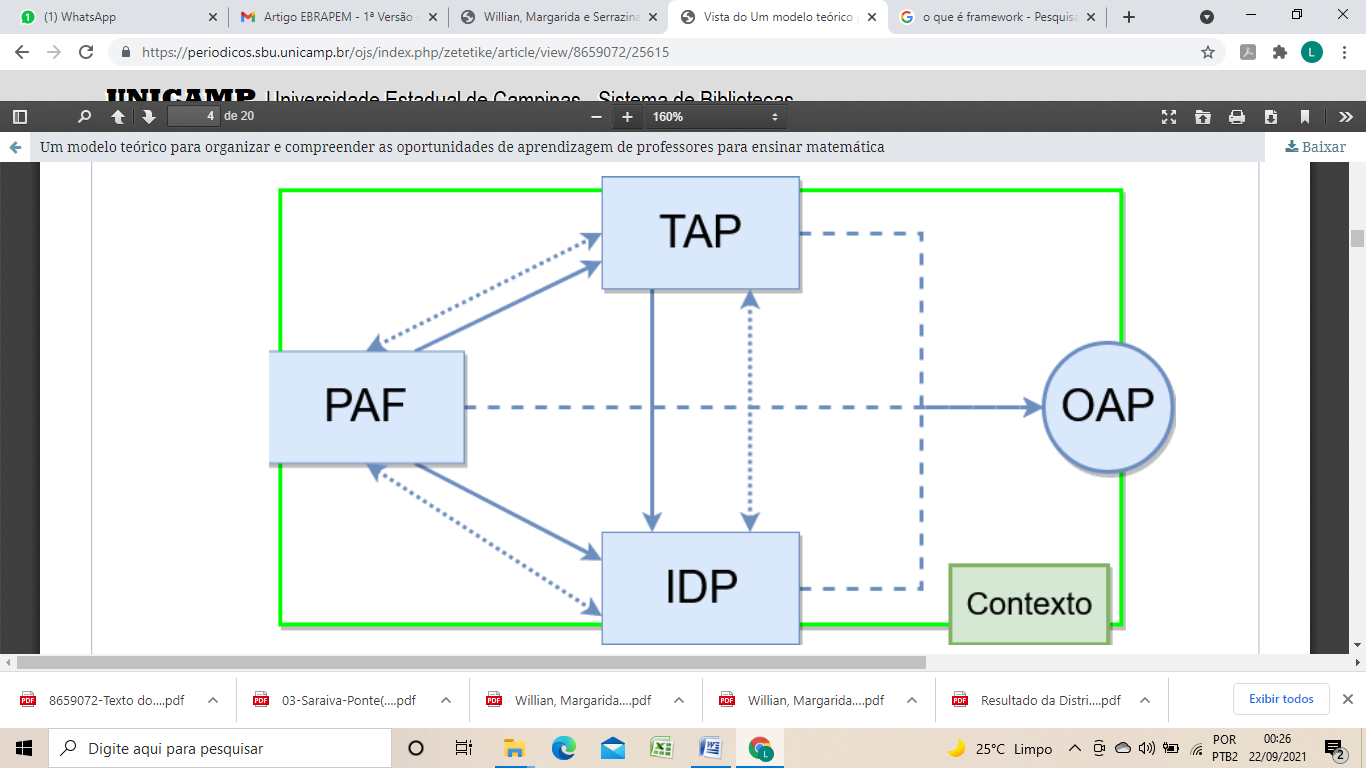 (1) WhatsApp
Artigo EBRAPEM - 1ª Versão -
Willian, Margarida e Serrazina
Vista do Um modelo teórico
o que é framework - Pesquisa
https://periodicos.sbu.unicamp.br/ojs/index.php/zetetike/article/view/8659072/25615
L
UNICAMP Universidade Estadual de Campinas - Sistema de Bibliotecas
4 de 20
160%
Um modelo teórico para organizar e compreender as oportunidades de aprendizagem de professores para ensinar matemática
Baixar
TAP
PAF
OAP
IDP
Contexto
8659072-Texto do....pdf
03-Saraiva-Ponte(....pdf
Willian, Margarida....pdf
Willian, Margarida....pdf
Resultado da Distri....pdf
Exibir todos
Digite aqui para pesquisar
25°C Limpo
POR
PTB2
00:26
22/09/2021
2